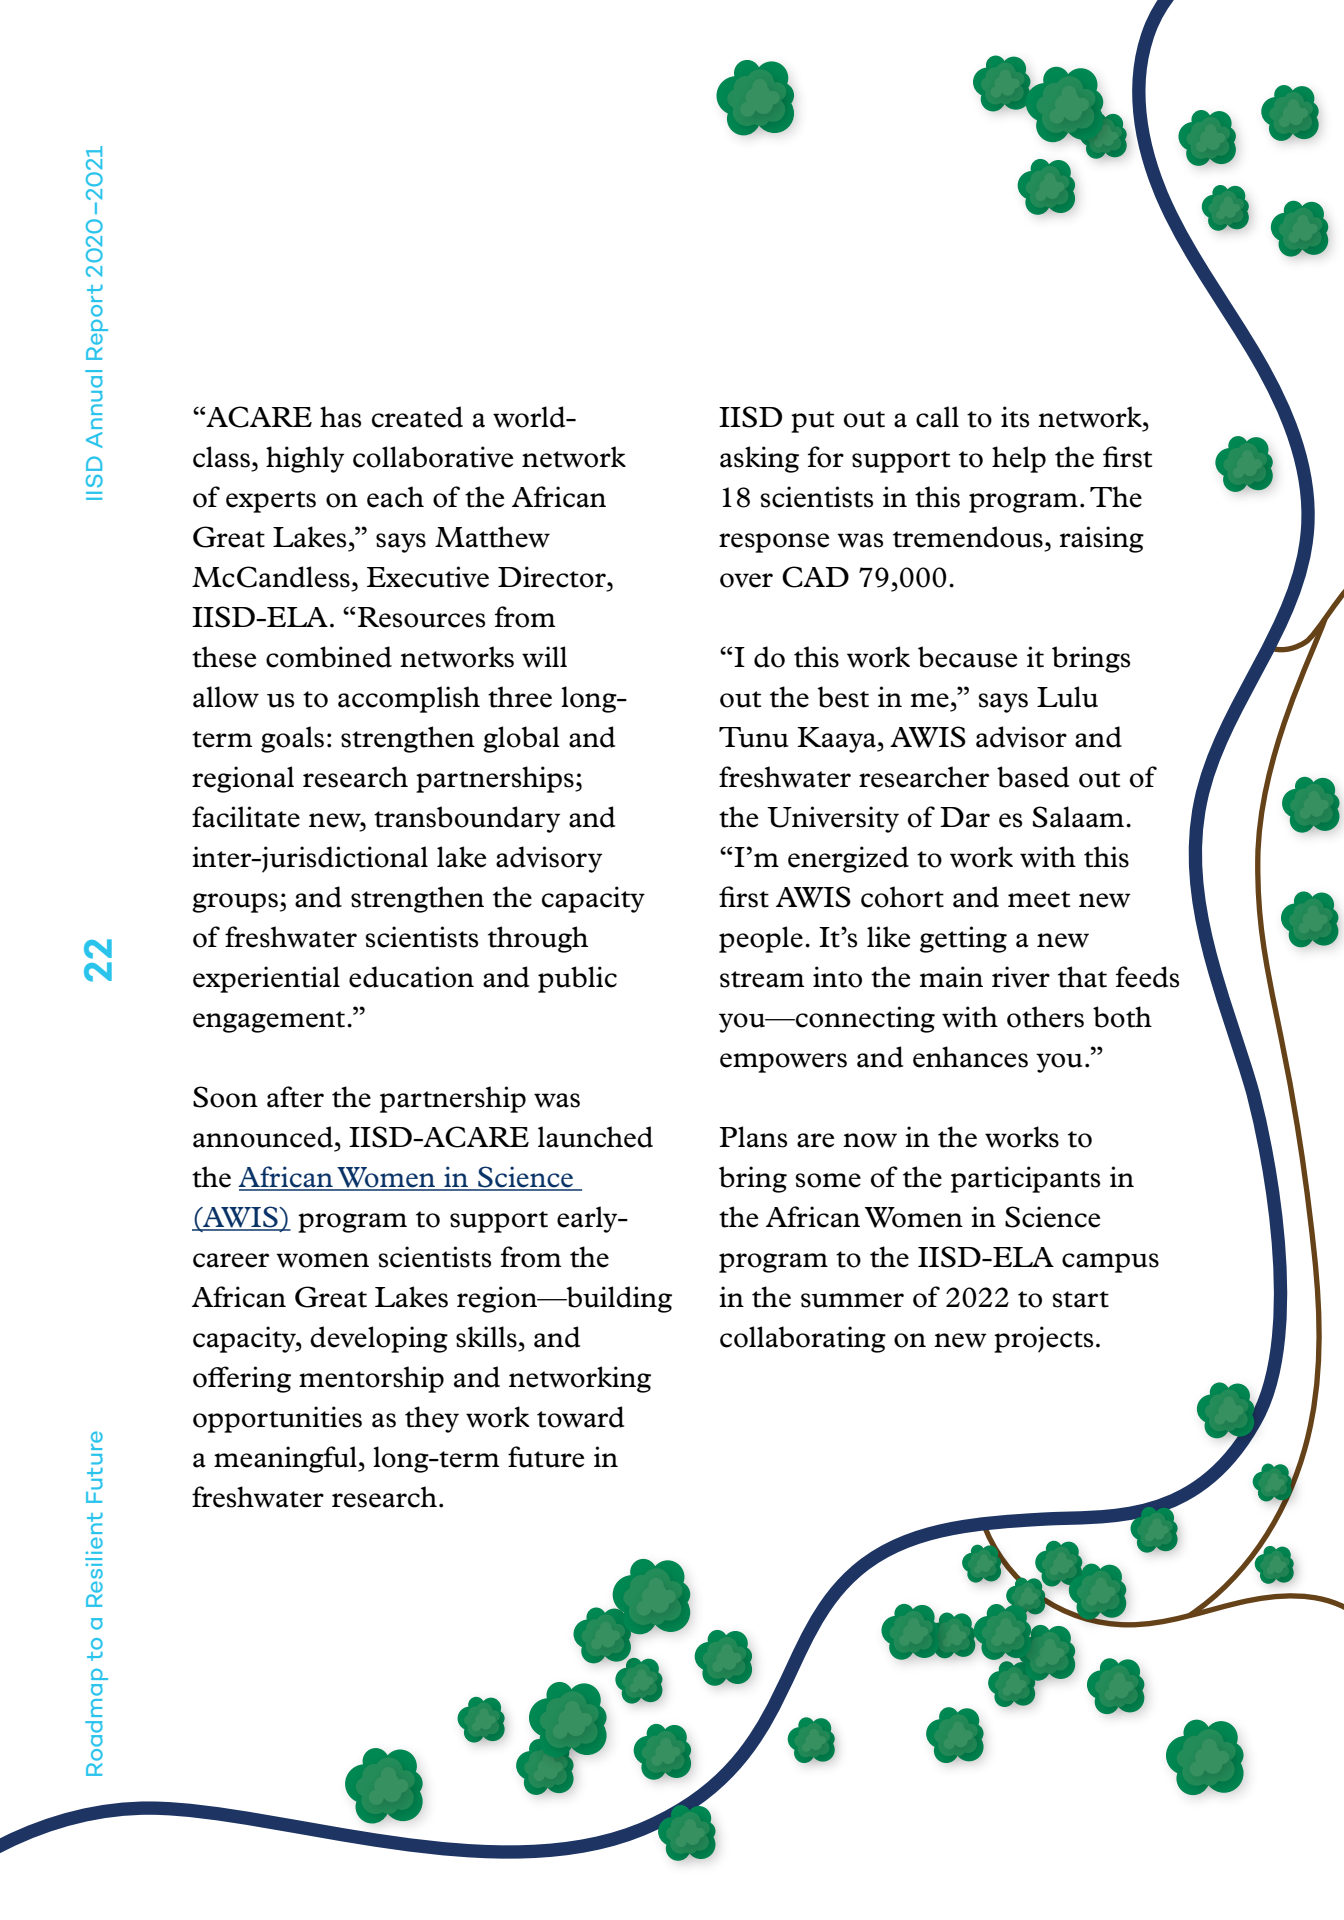 IISD Annual Report 2020–2021
22
Roadmap to a Resilient Future
“ACARE has created a world-
class, highly collaborative network
of experts on each of the African
Great Lakes,” says Matthew
McCandless, Executive Director,
IISD-ELA. “Resources from
these combined networks will
allow us to accomplish three long-
term goals: strengthen global and
regional research partnerships;
facilitate new, transboundary and
inter-jurisdictional lake advisory
groups; and strengthen the capacity
of freshwater scientists through
experiential education and public
engagement.”
Soon after the partnership was
announced, IISD-ACARE launched
the African Women in Science
(AWIS) program to support early-
career women scientists from the
African Great Lakes region—building
capacity, developing skills, and
offering mentorship and networking
opportunities as they work toward
a meaningful, long-term future in
freshwater research.
IISD put out a call to its network,
asking for support to help the first
18 scientists in this program. The
response was tremendous, raising
over CAD 79,000.
“I do this work because it brings
out the best in me,” says Lulu
Tunu Kaaya, AWIS advisor and
freshwater researcher based out of
the University of Dar es Salaam.
“I’m energized to work with this
first AWIS cohort and meet new
people. It’s like getting a new
stream into the main river that feeds
you—connecting with others both
empowers and enhances you.”
Plans are now in the works to
bring some of the participants in
the African Women in Science
program to the IISD-ELA campus
in the summer of 2022 to start
collaborating on new projects.